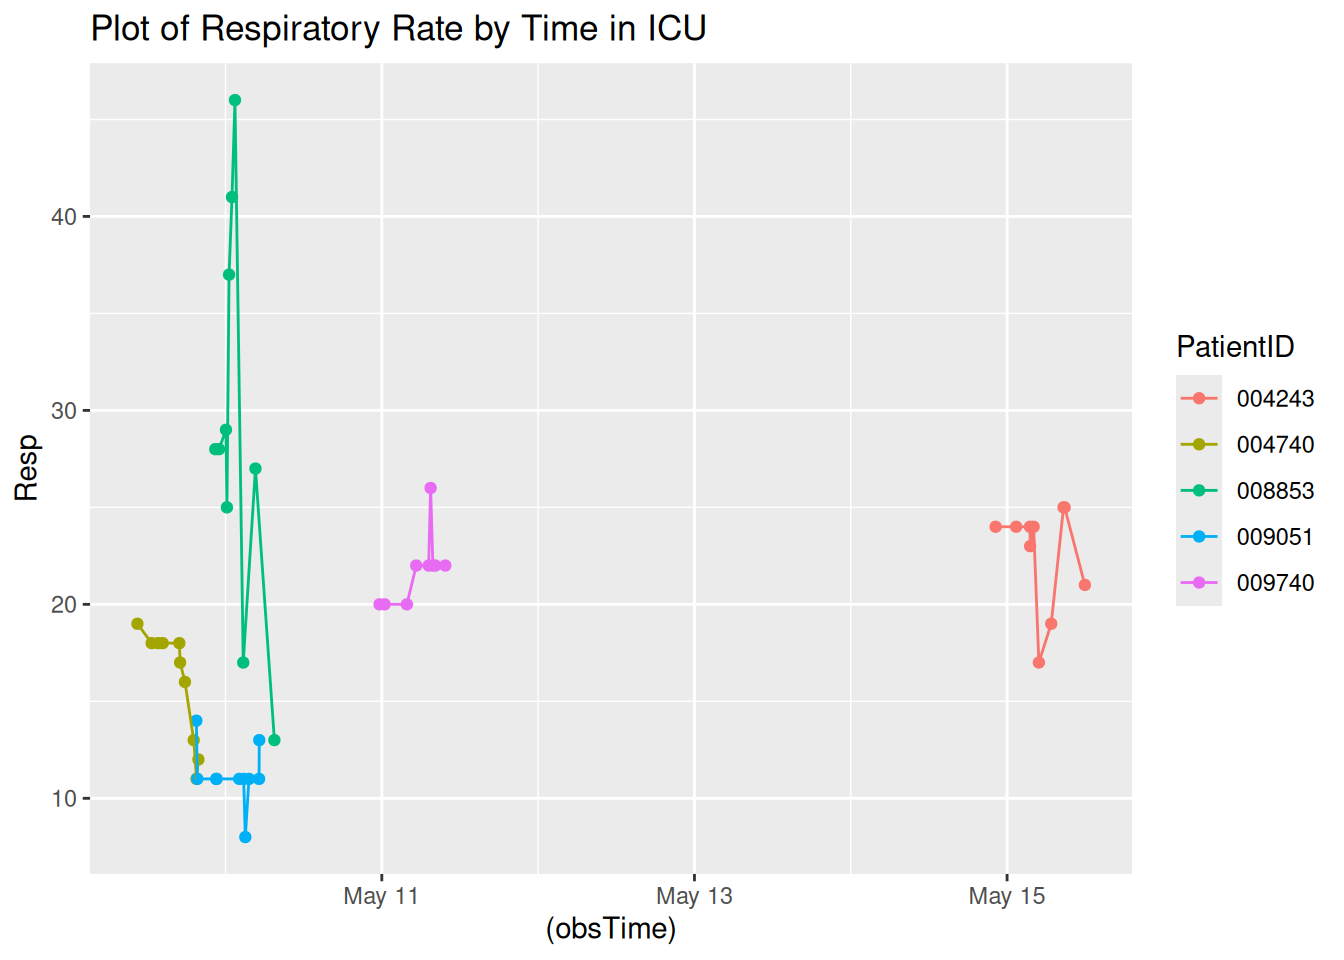 Plot of Respiratory Rate by Time in ICU
Resp
40
30
20
10
May 11
May 13
May 15
(obsTime)
PatientID
004243
004740
008853
009051
009740